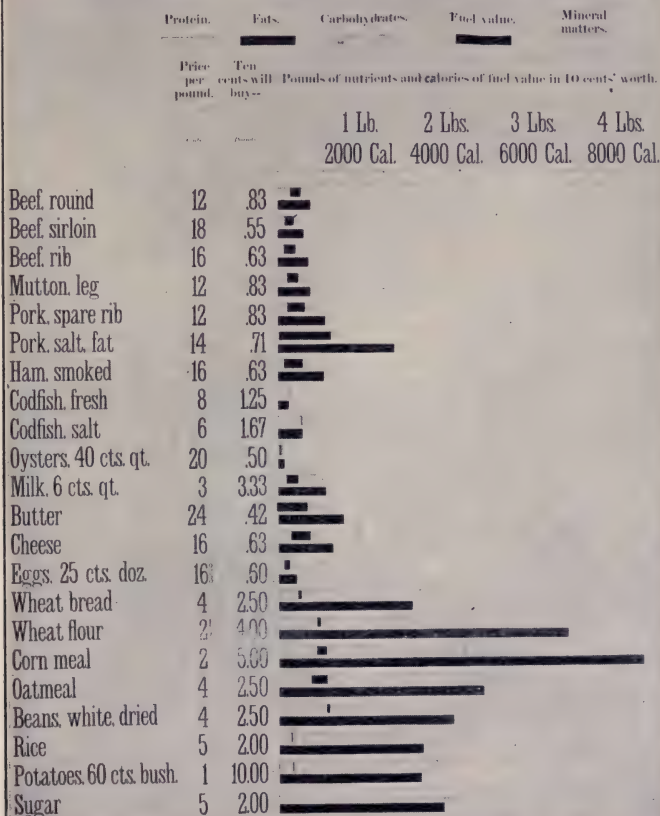 Protein. Fats. Carbohydrates. Fuel value. Mineral matters.
Price per pound. Ten cents will buy-- Pounds of nutrients and calories of fuel value in 10 cents' worth.
1 Lb. 2 Lbs. 3 Lbs. 4 Lbs.
2000 Cal. 4000 Cal. 6000 Cal. 8000 Cal.
Beef. round 12 .83
Beef. sirloin 18 .55
Beef. rib 16 .63
Mutton. leg 12 .83
Pork. spare rib 12 .83
Pork. salt. fat 14 .71
Ham. smoked 16 .63
Codfish. fresh 8 1.25
Codfish. salt 6 1.67
Oysters. 40 cts. qt. 20 .50
Milk. 6 cts. qt. 3 3.33
Butter 24 .42
Cheese 16 .63
Eggs. 25 cts. doz. .60
Wheat bread 4 2.50
Wheat flour 4.00
Corn meal 2 5.00
Oatmeal 4 2.50
Beans, white, dried 4 2.50
Rice 5 2.00
Potatoes. 60 cts. bush. 1 10.00
Sugar 5 2.00